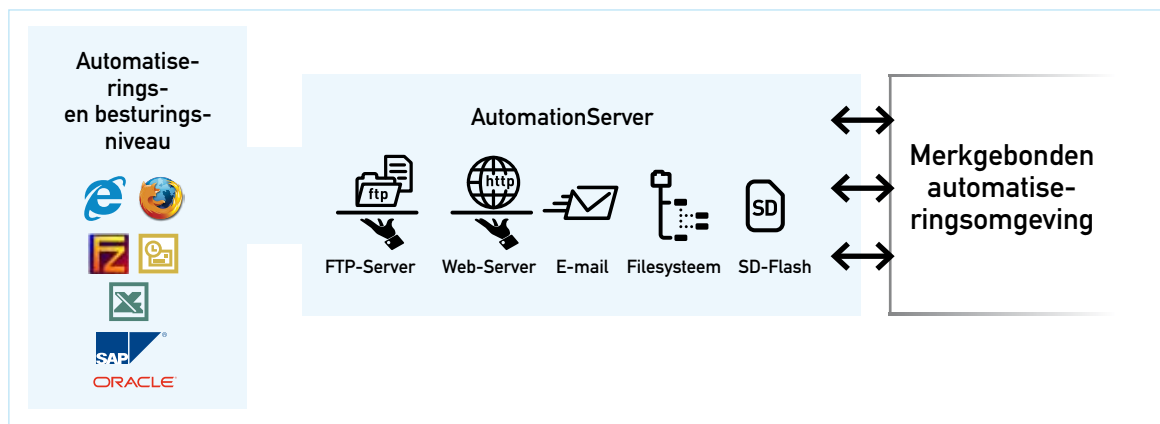 Automatise-
rings-
en besturings-
niveau
FZ
SAP
®
ORACLE
AutomationServer
ftp
http
SD
FTP-Server
Web-Server
E-mail
Filesysteem
SD-Flash
Merkgebonden
automatise-
ringsomgeving